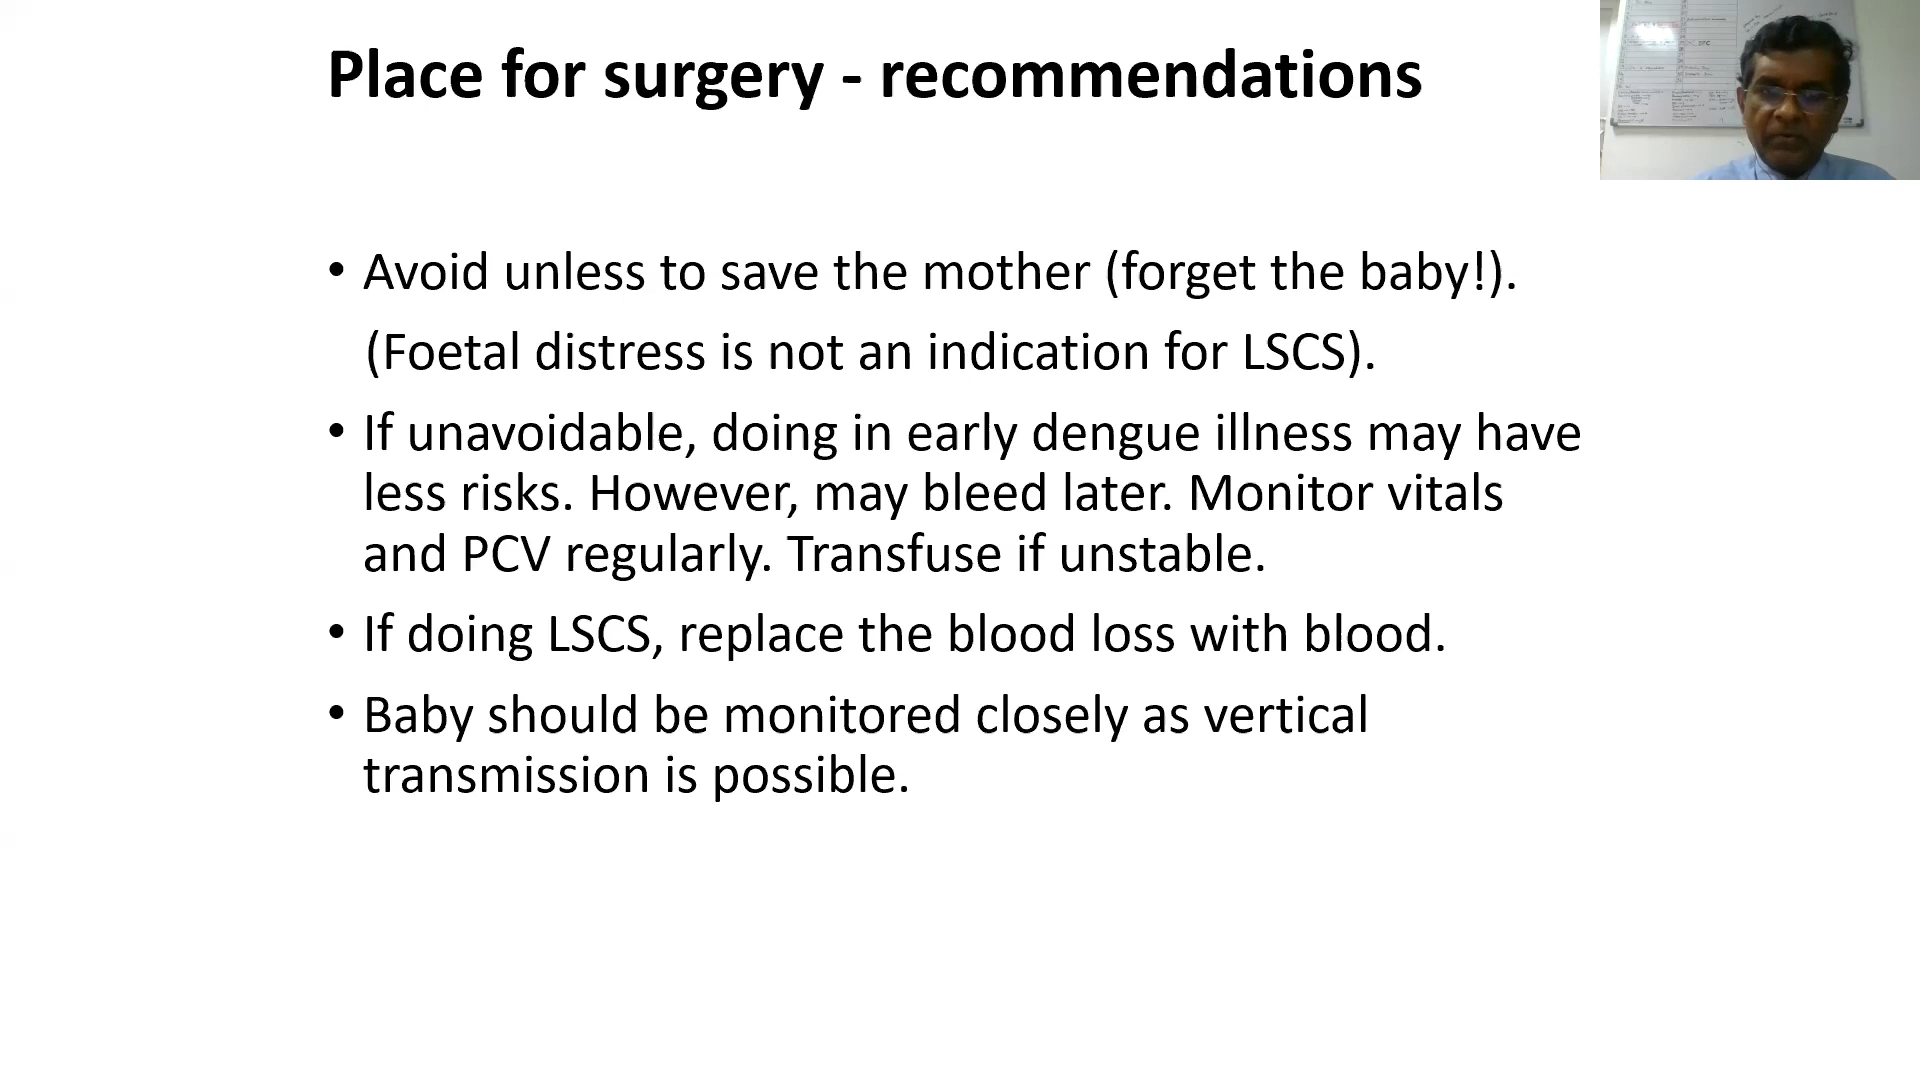 Place for surgery - recommendations
• Avoid unless to save the mother (forget the baby!).
(Foetal distress is not an indication for LSCS).
• If unavoidable, doing in early dengue illness may have
less risks. However, may bleed later. Monitor vitals
and PCV regularly. Transfuse if unstable.
• If doing LSCS, replace the blood loss with blood.
• Baby should be monitored closely as vertical
transmission is possible.